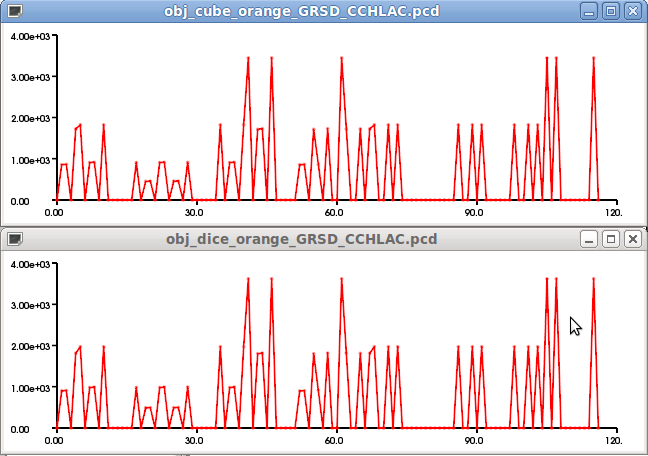 obj_cube_orange_GRSD_CCHLAC.pcd
4.00e+03
3.00e+03
2.00e+03
1.00e+03
0.00
0.00 30.0 60.0 90.0 120.
obj_dice_orange_GRSD_CCHLAC.pcd
4.00e+03
3.00e+03
2.00e+03
1.00e+03
0.00
0.00 30.0 60.0 90.0 120.